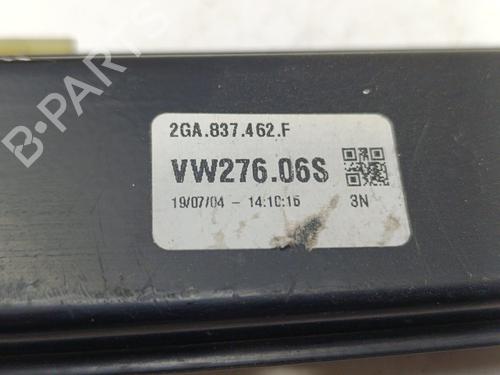 2GA.837.462.F
VW276.06S
19/07/04 - 14:10:16 3N
B-PARTS